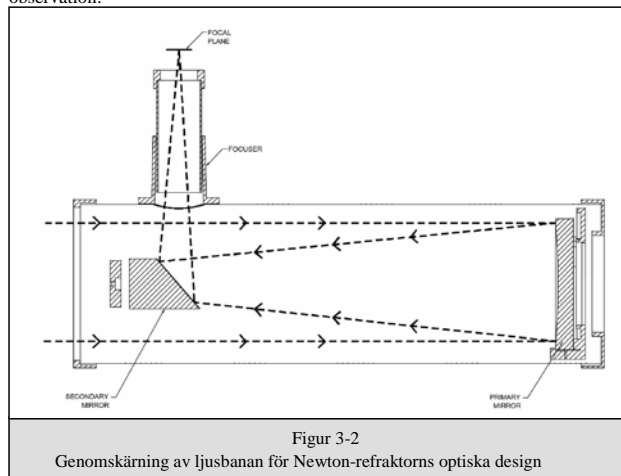 observation.
FOCAL
PLANE
FOCUSER
SECONDARY
MIRROR
PRIMARY
MIRROR
Figur 3-2
Genomskärning av ljusbanan för Newton-refraktorns optiska design